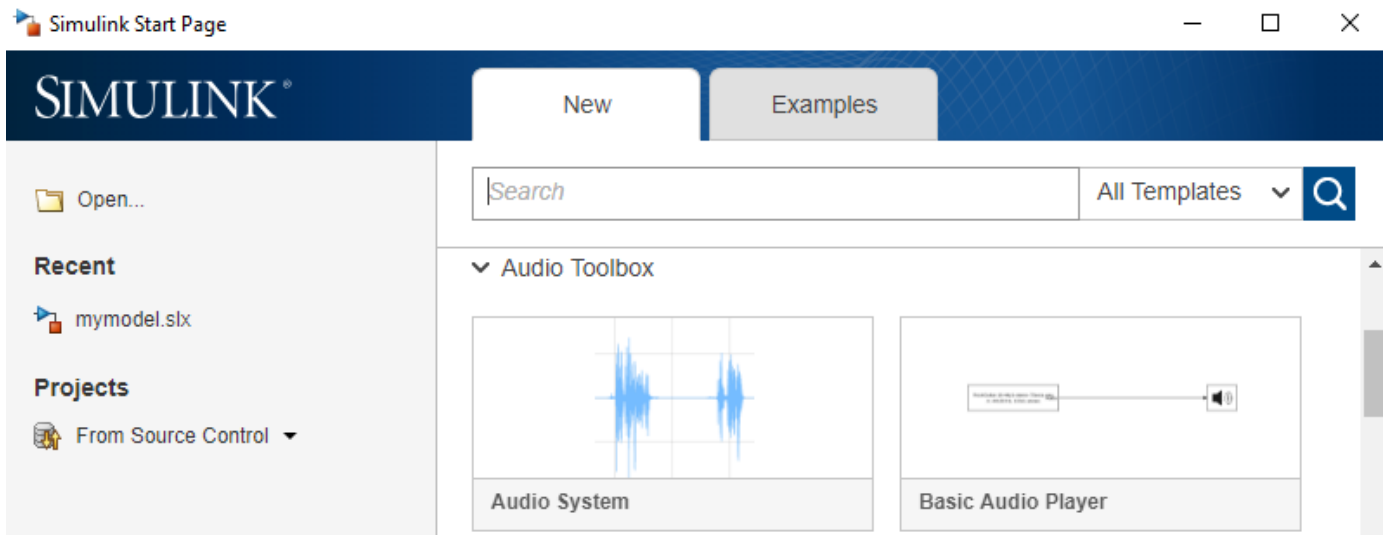 Simulink Start Page
SIMULINK®
New
Examples
Open...
Search
All Templates
Recent
Audio Toolbox
mymodel.slx
Projects
From Source Control
Audio System
Basic Audio Player